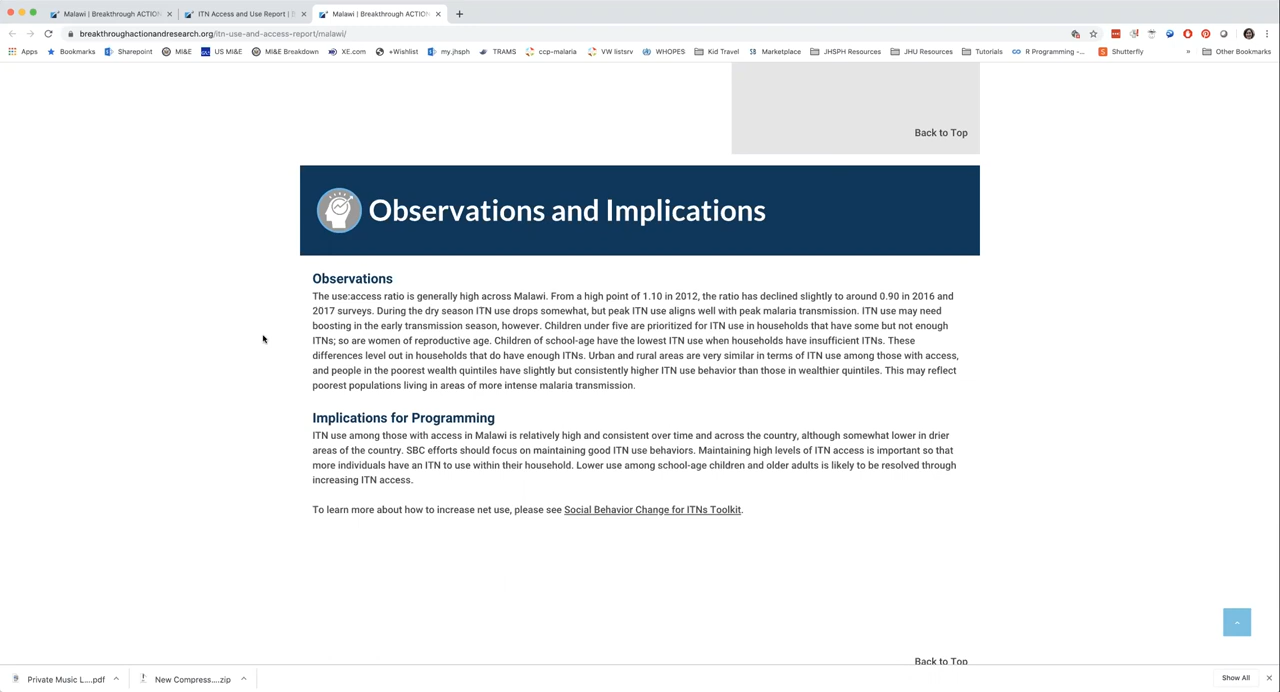 Malawi | Breakthrough ACTION
ITN Access and Use Report | B
Malawi | Breakthrough ACTION
breakthroughactionandresearch.org/itn-use-and-access-report/malawi/
Apps Bookmarks Sharepoint MI&E US MI&E MI&E Breakdown XE.com +Wishlist my.jhsph TRAMS ccp-malaria VW listsrv WHOPES Kid Travel Marketplace JHSPH Resources JHU Resources Tutorials R Programming -... Shutterfly » Other Bookmarks
Back to Top
Observations and Implications
Observations
The use:access ratio is generally high across Malawi. From a high point of 1.10 in 2012, the ratio has declined slightly to around 0.90 in 2016 and
2017 surveys. During the dry season ITN use drops somewhat, but peak ITN use aligns well with peak malaria transmission. ITN use may need
boosting in the early transmission season, however. Children under five are prioritized for ITN use in households that have some but not enough
ITNs; so are women of reproductive age. Children of school-age have the lowest ITN use when households have insufficient ITNs. These
differences level out in households that do have enough ITNs. Urban and rural areas are very similar in terms of ITN use among those with access,
and people in the poorest wealth quintiles have slightly but consistently higher ITN use behavior than those in wealthier quintiles. This may reflect
poorest populations living in areas of more intense malaria transmission.
Implications for Programming
ITN use among those with access in Malawi is relatively high and consistent over time and across the country, although somewhat lower in drier
areas of the country. SBC efforts should focus on maintaining good ITN use behaviors. Maintaining high levels of ITN access is important so that
more individuals have an ITN to use within their household. Lower use among school-age children and older adults is likely to be resolved through
increasing ITN access.
To learn more about how to increase net use, please see Social Behavior Change for ITNs Toolkit.
Back to Top
Private Music L....pdf
New Compress....zip
Show All